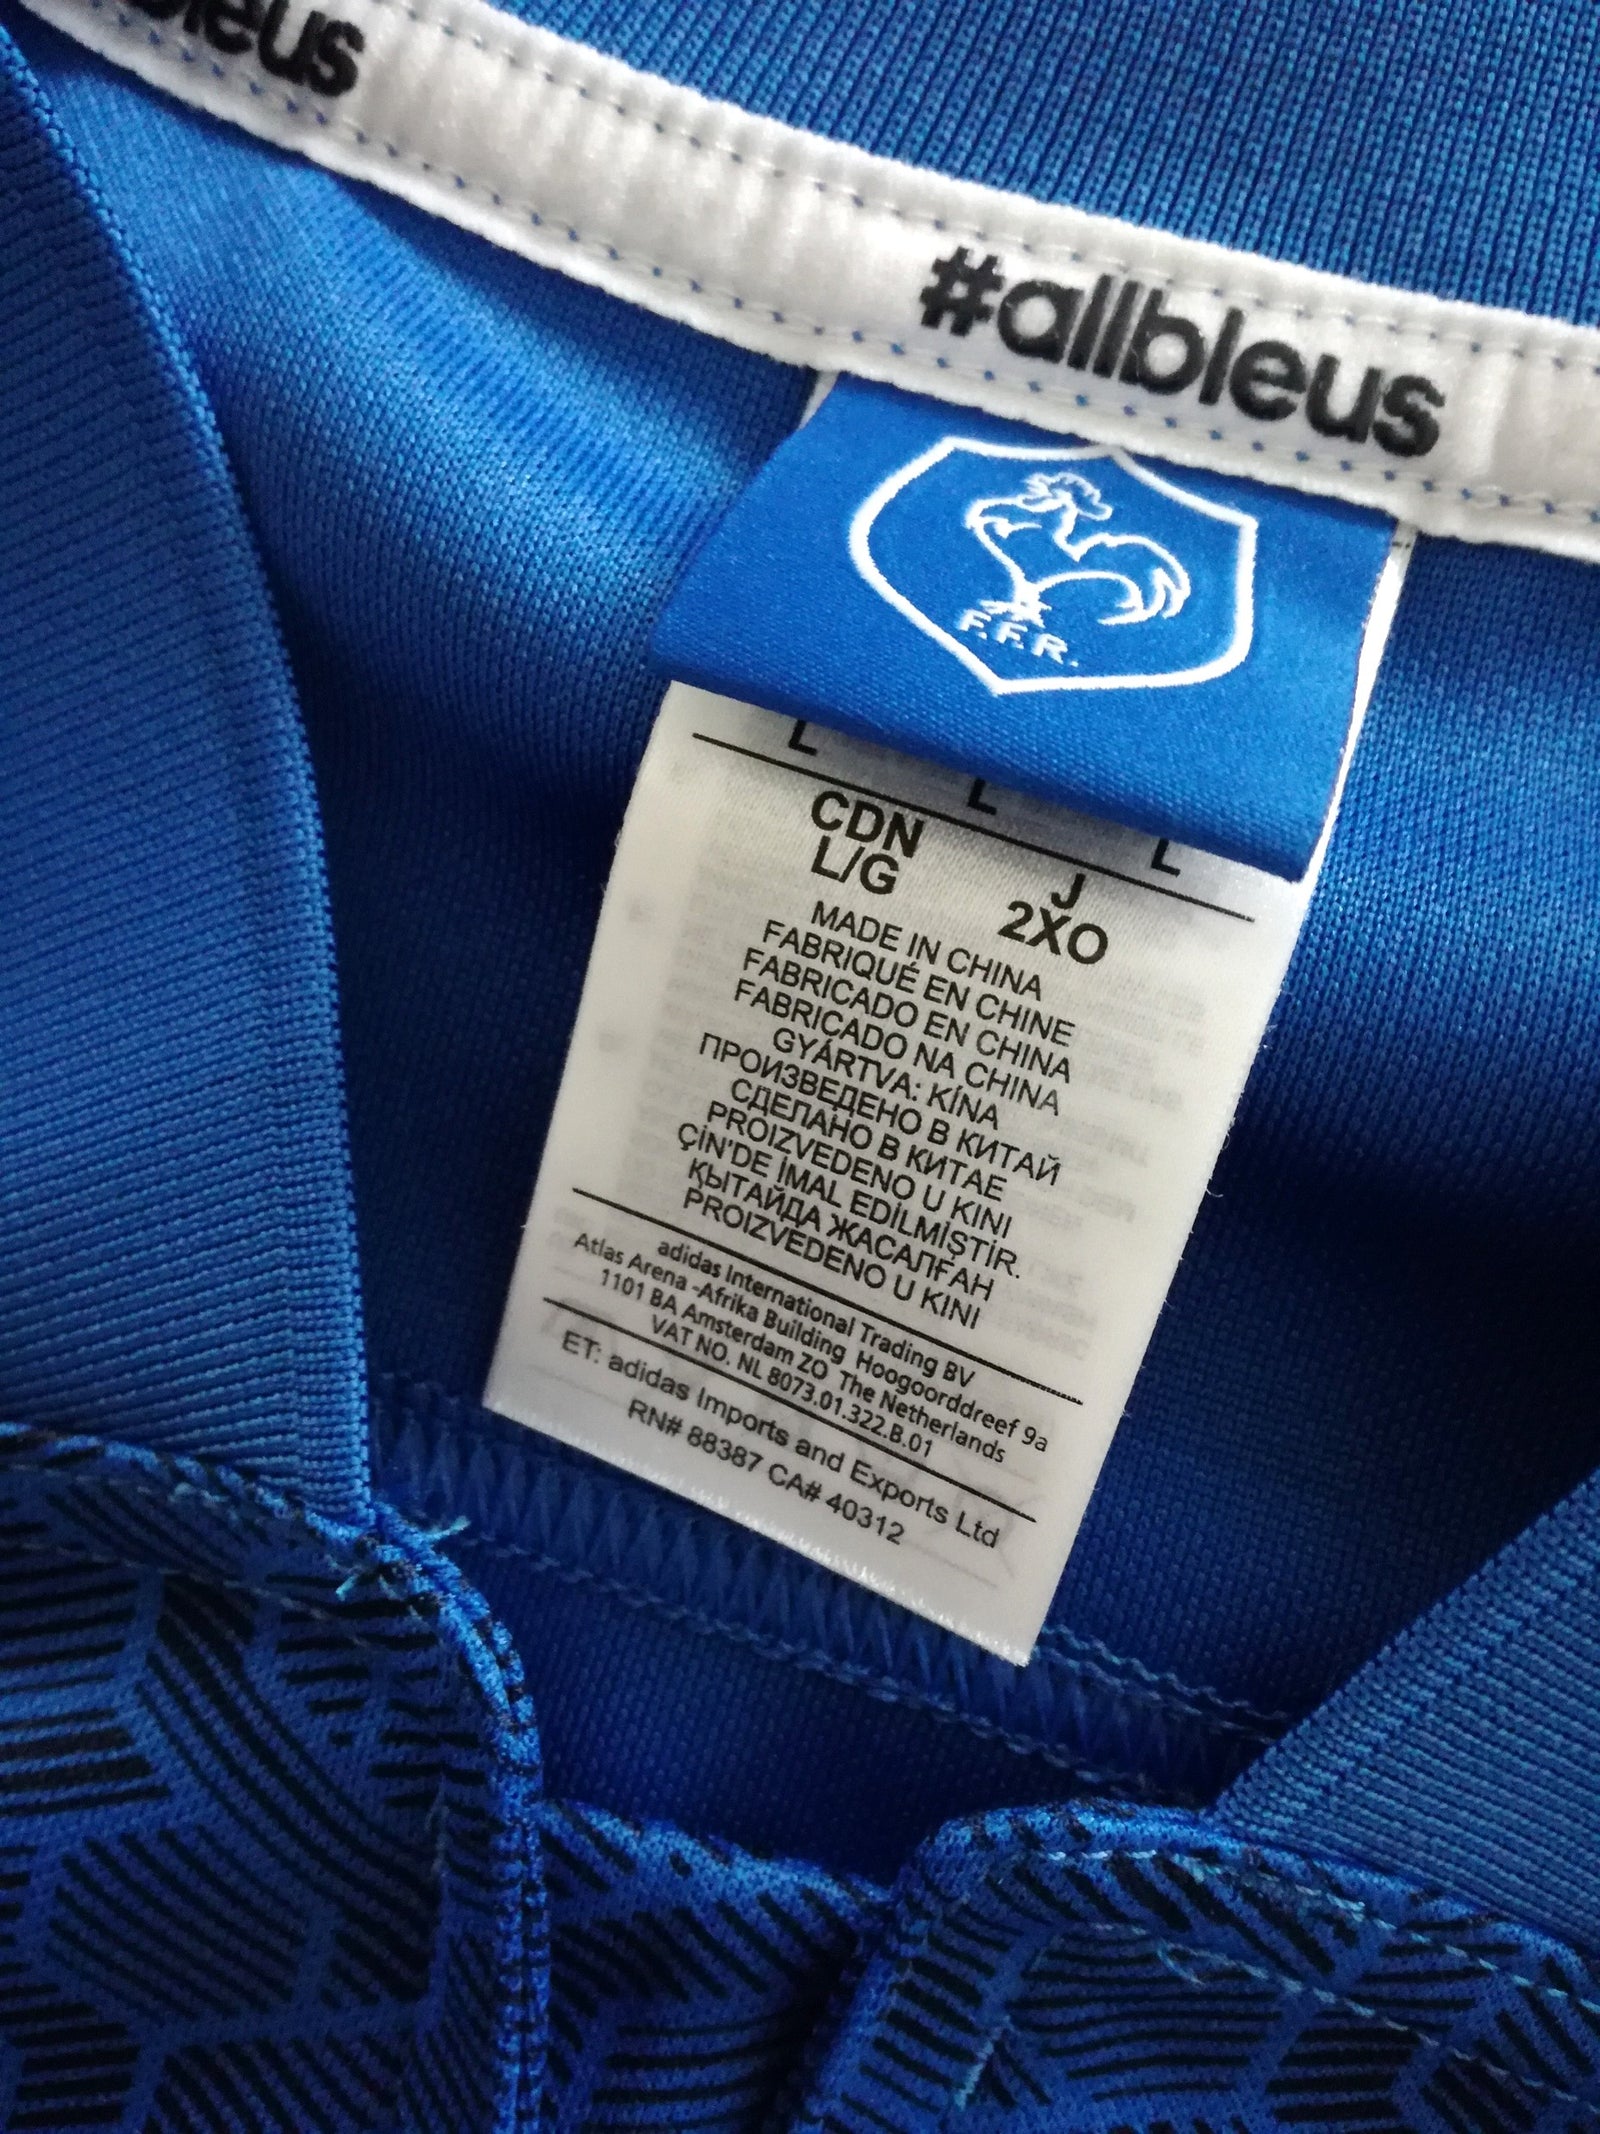 bleus
#allbleus
F.F.R.
L L L
CDN J
L/G 2XO
MADE IN CHINA
FABRIQUÉ EN CHINE
FABRICADO EN CHINA
FABRICADO NA CHINA
GYÁRTVA: KÍNA
ПРОИЗВЕДЕНО В КИТАЙ
СДЕЛАНО В КИТАЕ
PROIZVEDENO U KINI
ÇİN'DE İMAL EDİLMİŞTİR.
ҚЫТАЙДА ЖАСАЛҒАН
PROIZVEDENO U KINI
adidas International Trading BV
Atlas Arena -Afrika Building Hoogoorddreef 9a
1101 BA Amsterdam ZO The Netherlands
VAT NO. NL 8073.01.322.B.01
ET: adidas Imports and Exports Ltd
RN# 88387 CA# 40312